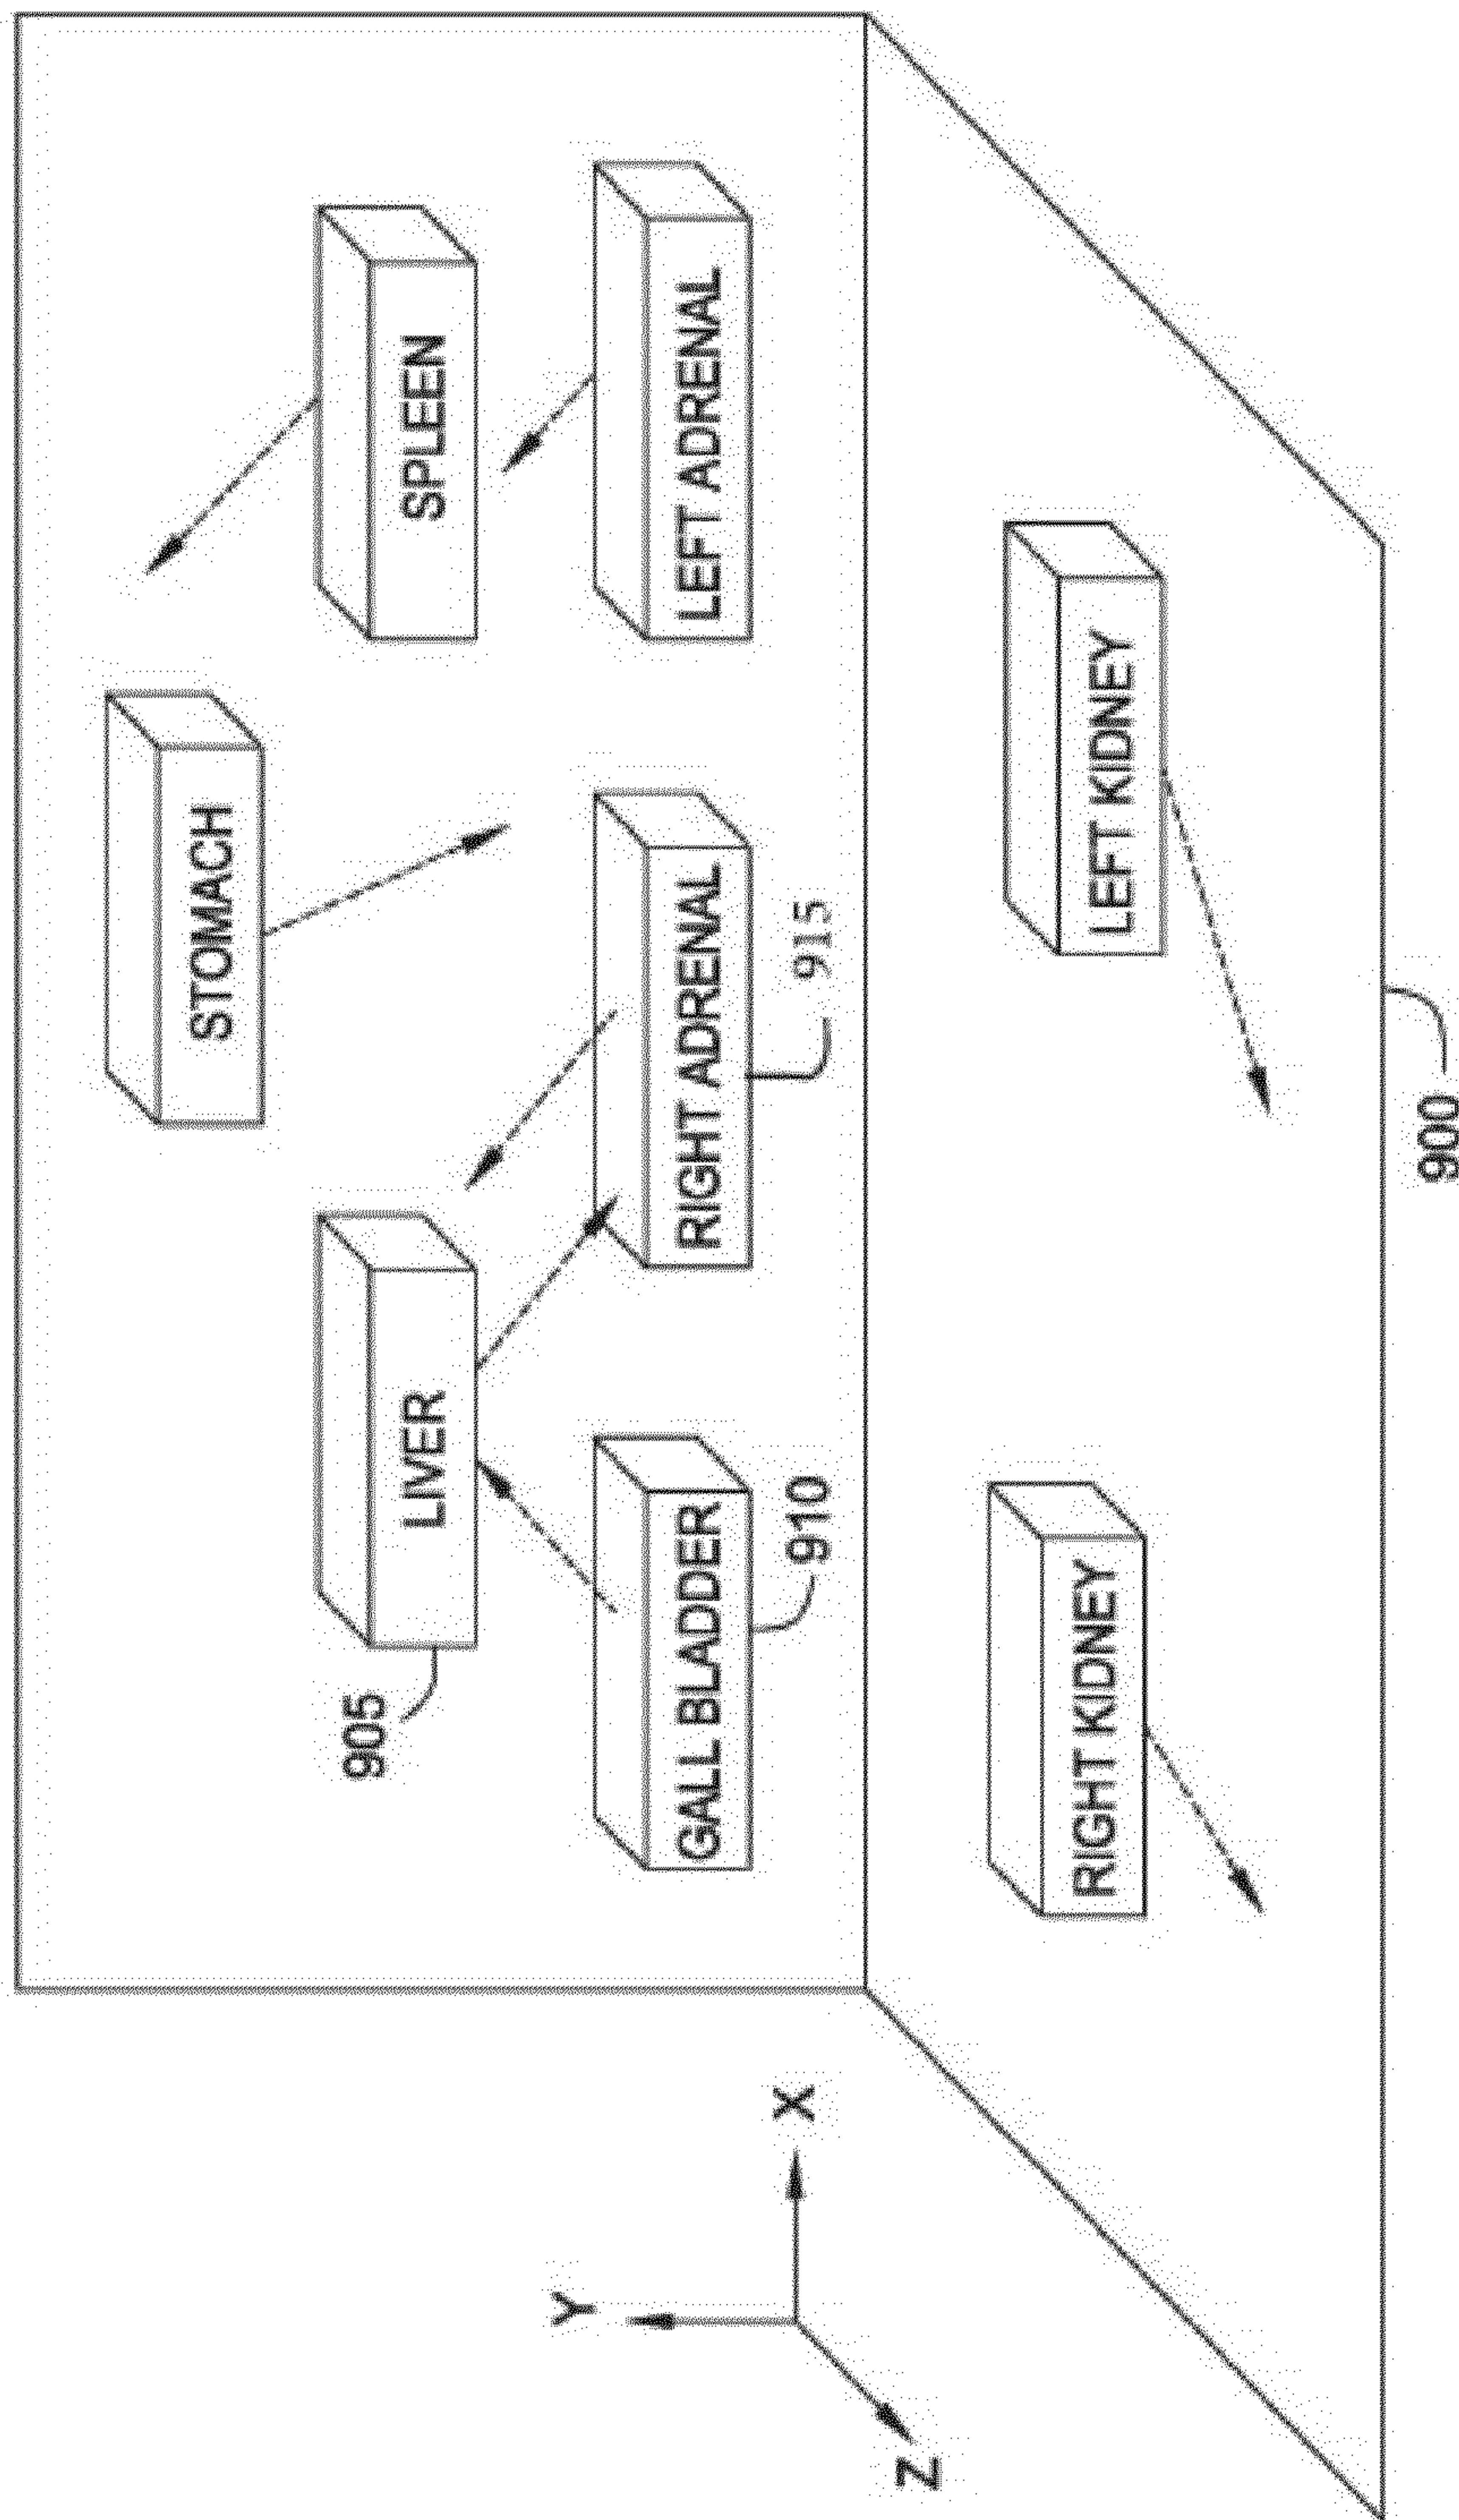 STOMACH
LIVER
SPLEEN
905
GALL BLADDER
RIGHT ADRENAL
LEFT ADRENAL
910
915
Y
X
Z
RIGHT KIDNEY
LEFT KIDNEY
900